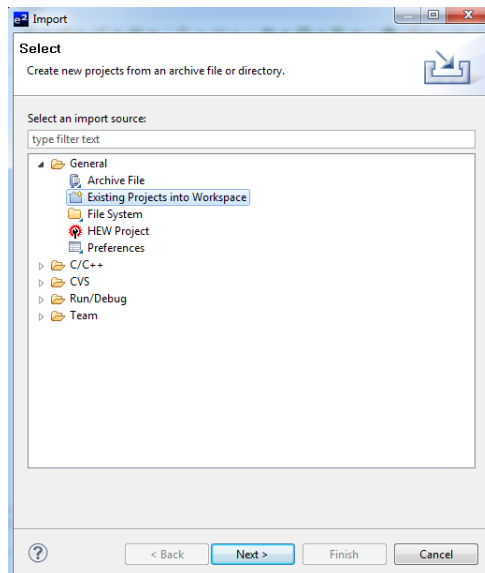 e² Import
Select
Create new projects from an archive file or directory.
Select an import source:
type filter text
General
Archive File
Existing Projects into Workspace
File System
HEW Project
Preferences
C/C++
CVS
Run/Debug
Team
< Back Next > Finish Cancel